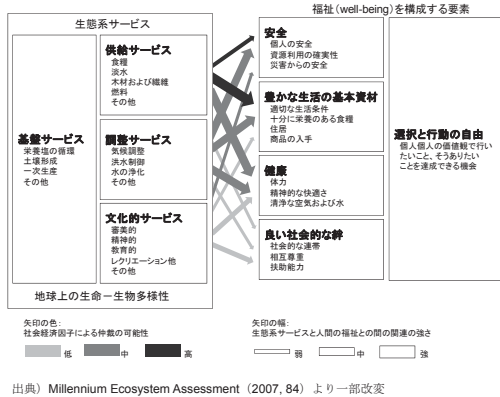 生態系サービス
福祉(well-being)を構成する要素
基盤サービス
栄養塩の循環
土壌形成
一次生産
その他
供給サービス
食糧
淡水
木材および繊維
燃料
その他
調整サービス
気候調整
洪水制御
水の浄化
その他
文化的サービス
審美的
精神的
教育的
レクリエーション他
その他
地球上の生命－生物多様性
安全
個人の安全
資源利用の確実性
災害からの安全
豊かな生活の基本資材
適切な生活条件
十分に栄養のある食糧
住居
商品の入手
健康
体力
精神的な快適さ
清浄な空気および水
良い社会的な絆
社会的な連帯
相互尊重
扶助能力
選択と行動の自由
個人個人の価値観で行い
たいこと、そうありたい
ことを達成できる機会
矢印の色:
社会経済因子による仲裁の可能性
低 中 高
矢印の幅:
生態系サービスと人間の福祉との間の関連の強さ
弱 中 強
出典）Millennium Ecosystem Assessment（2007, 84）より一部改変